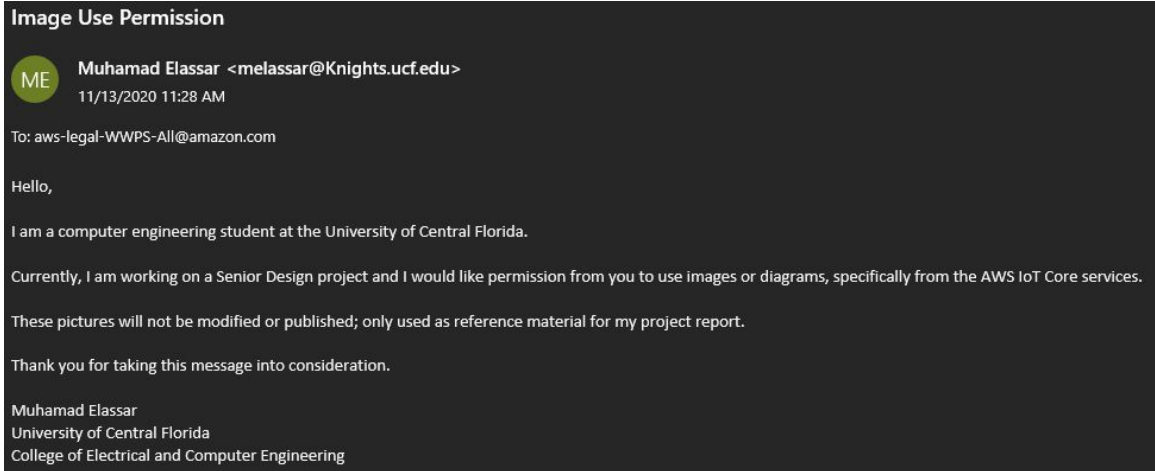 Image Use Permission
ME
Muhamad Elassar <melassar@Knights.ucf.edu>
11/13/2020 11:28 AM
To: aws-legal-WWPS-All@amazon.com
Hello,
I am a computer engineering student at the University of Central Florida.
Currently, I am working on a Senior Design project and I would like permission from you to use images or diagrams, specifically from the AWS IoT Core services.
These pictures will not be modified or published; only used as reference material for my project report.
Thank you for taking this message into consideration.
Muhamad Elassar
University of Central Florida
College of Electrical and Computer Engineering